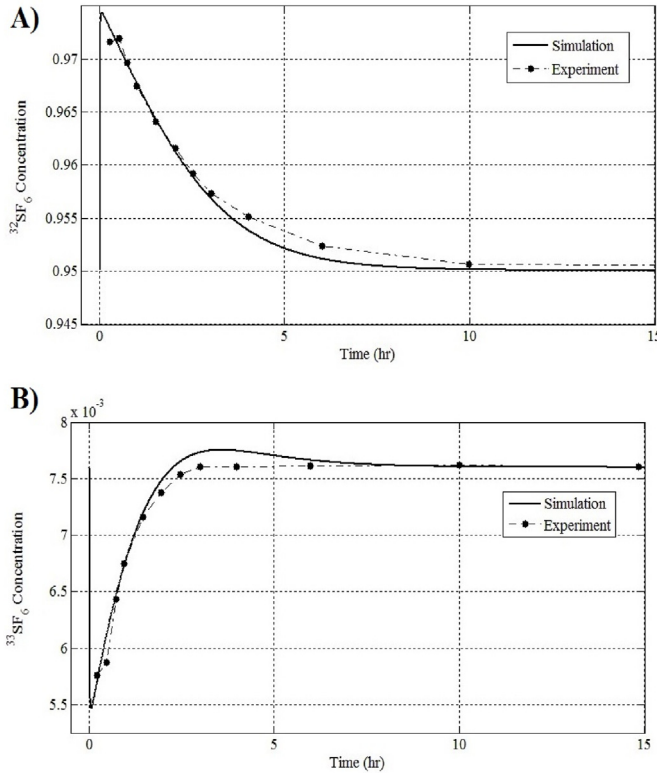 A)
0.97
0.965
0.96
0.955
0.95
0.945
³²SF₆ Concentration
Simulation
Experiment
0
5
10
15
Time (hr)
B)
x 10⁻³
8
7.5
7
6.5
6
5.5
³³SF₆ Concentration
Simulation
Experiment
0
5
10
15
Time (hr)